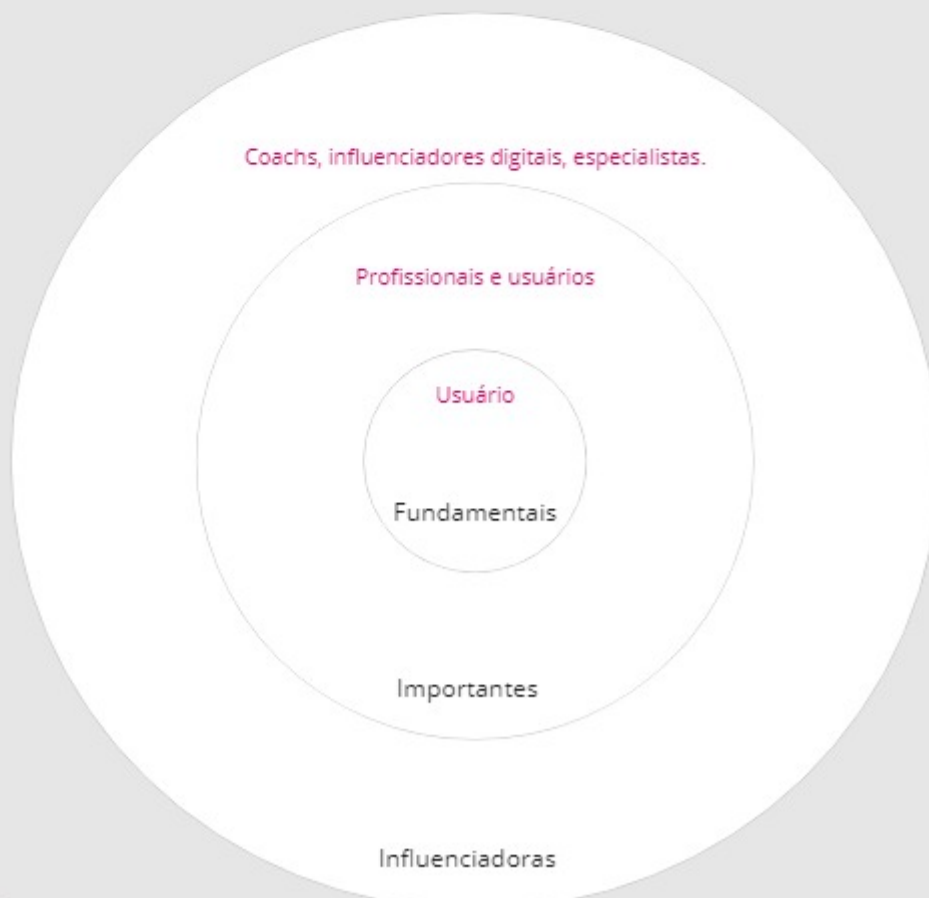 Coachs, influenciadores digitais, especialistas.
Profissionais e usuários
Usuário
Fundamentais
Importantes
Influenciadoras